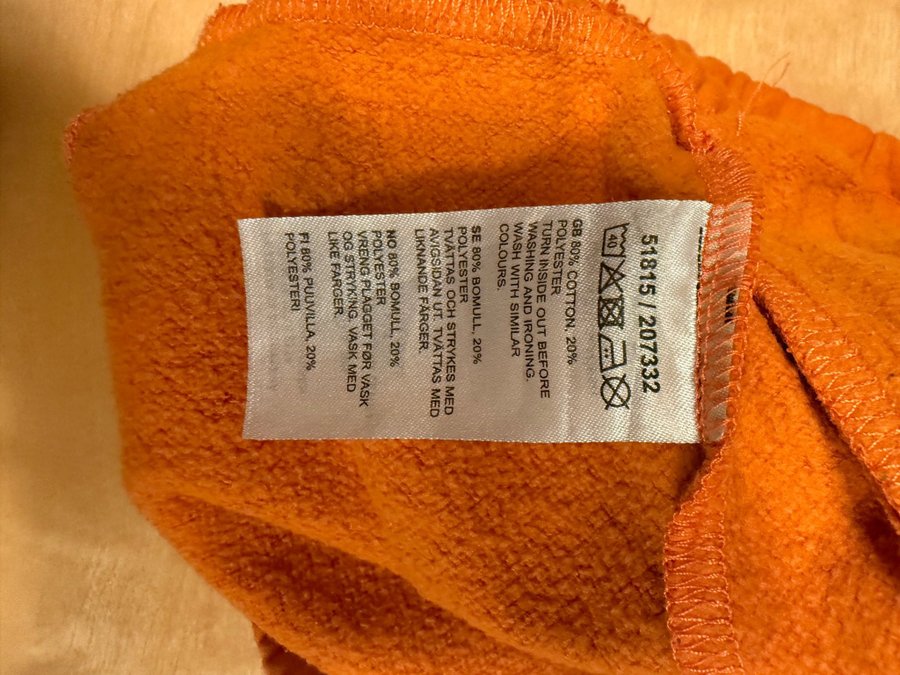 51815 / 207332
40
GB 80% COTTON, 20%
POLYESTER
TURN INSIDE OUT BEFORE
WASHING AND IRONING.
WASH WITH SIMILAR
COLOURS.
SE 80% BOMULL, 20%
POLYESTER
TVÄTTAS OCH STRYKES MED
AVIGSIDAN UT. TVÄTTAS MED
LIKNANDE FÄRGER.
NO 80% BOMULL, 20%
POLYESTER
VRENG PLAGGET FØR VASK
OG STRYKING. VASK MED
LIKE FARGER.
FI 80% PUUVILLA, 20%
POLYESTERI